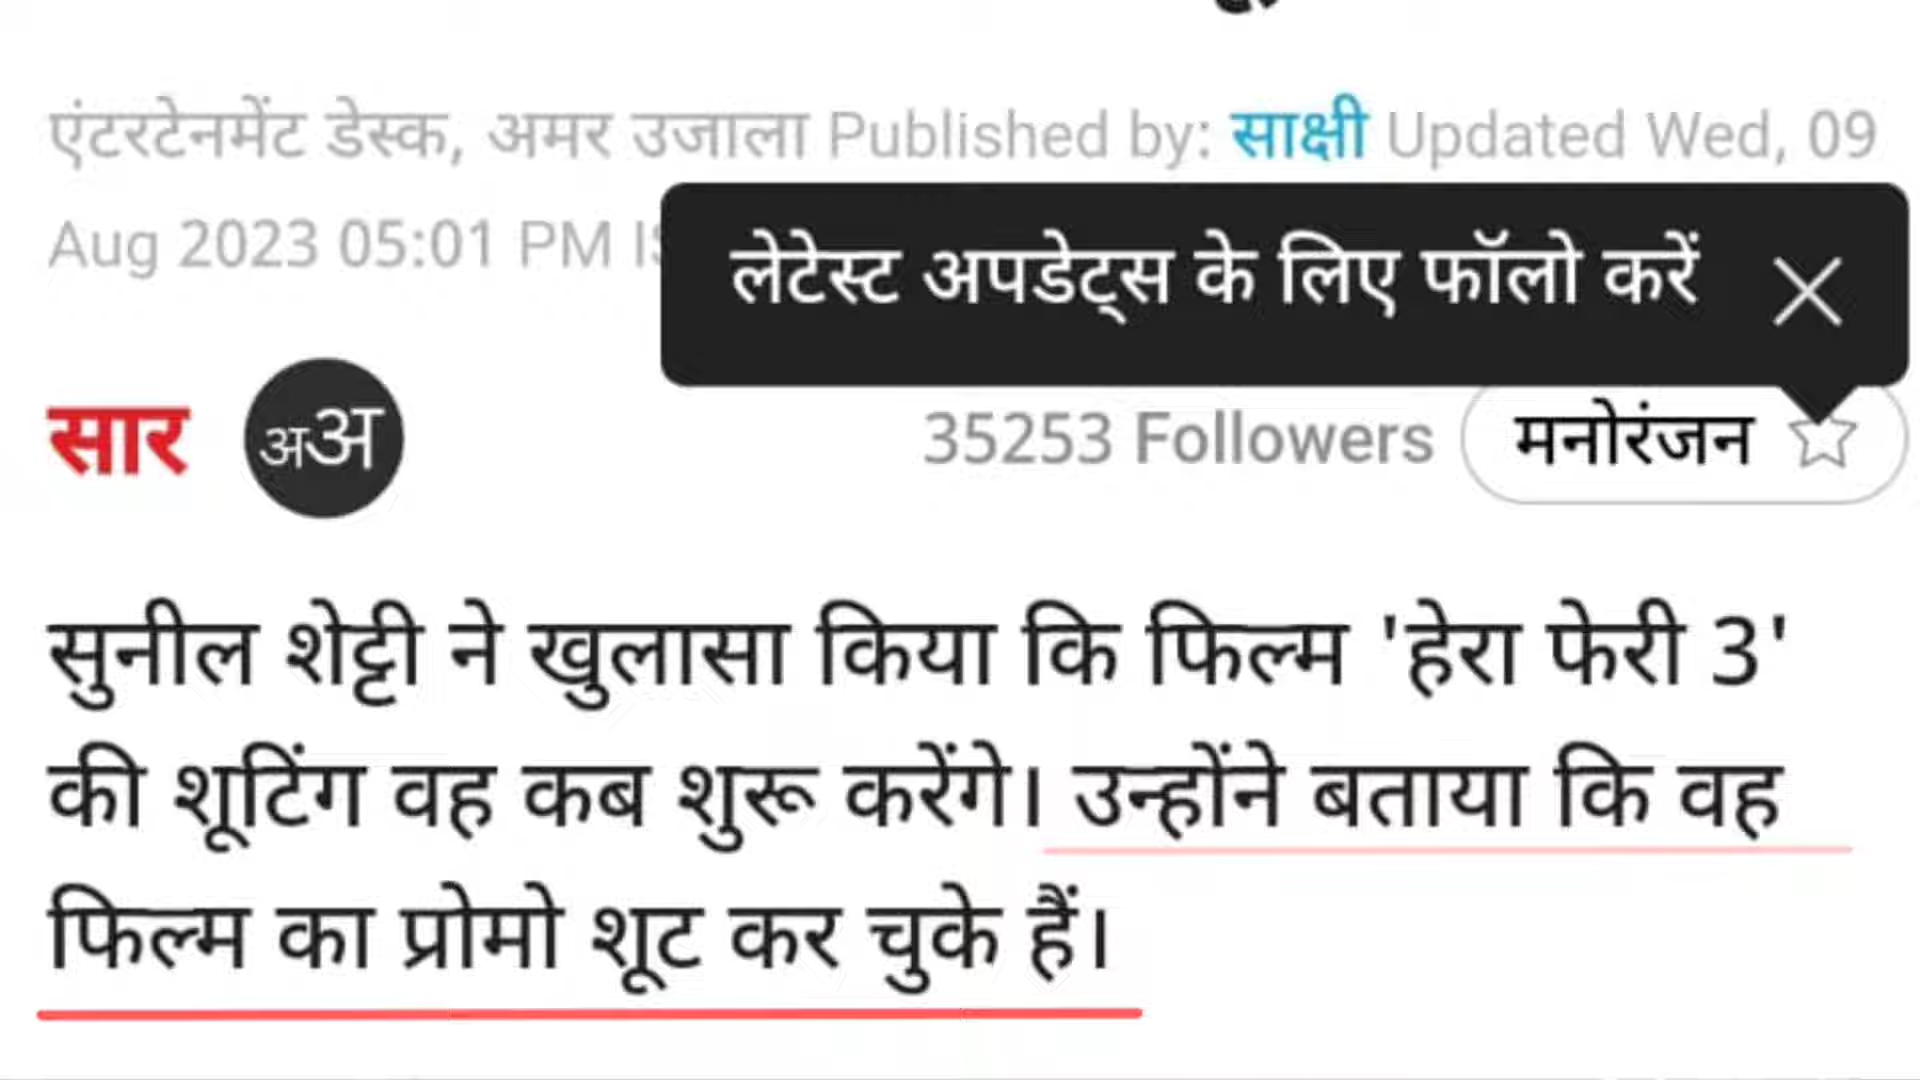 एंटरटेनमेंट डेस्क, अमर उजाला Published by: साक्षी Updated Wed, 09
Aug 2023 05:01 PM
लेटेस्ट अपडेट्स के लिए फॉलो करें
सार अअ 35253 Followers मनोरंजन
सुनील शेट्टी ने खुलासा किया कि फिल्म 'हेरा फेरी 3'
की शूटिंग वह कब शुरू करेंगे। उन्होंने बताया कि वह
फिल्म का प्रोमो शूट कर चुके हैं।